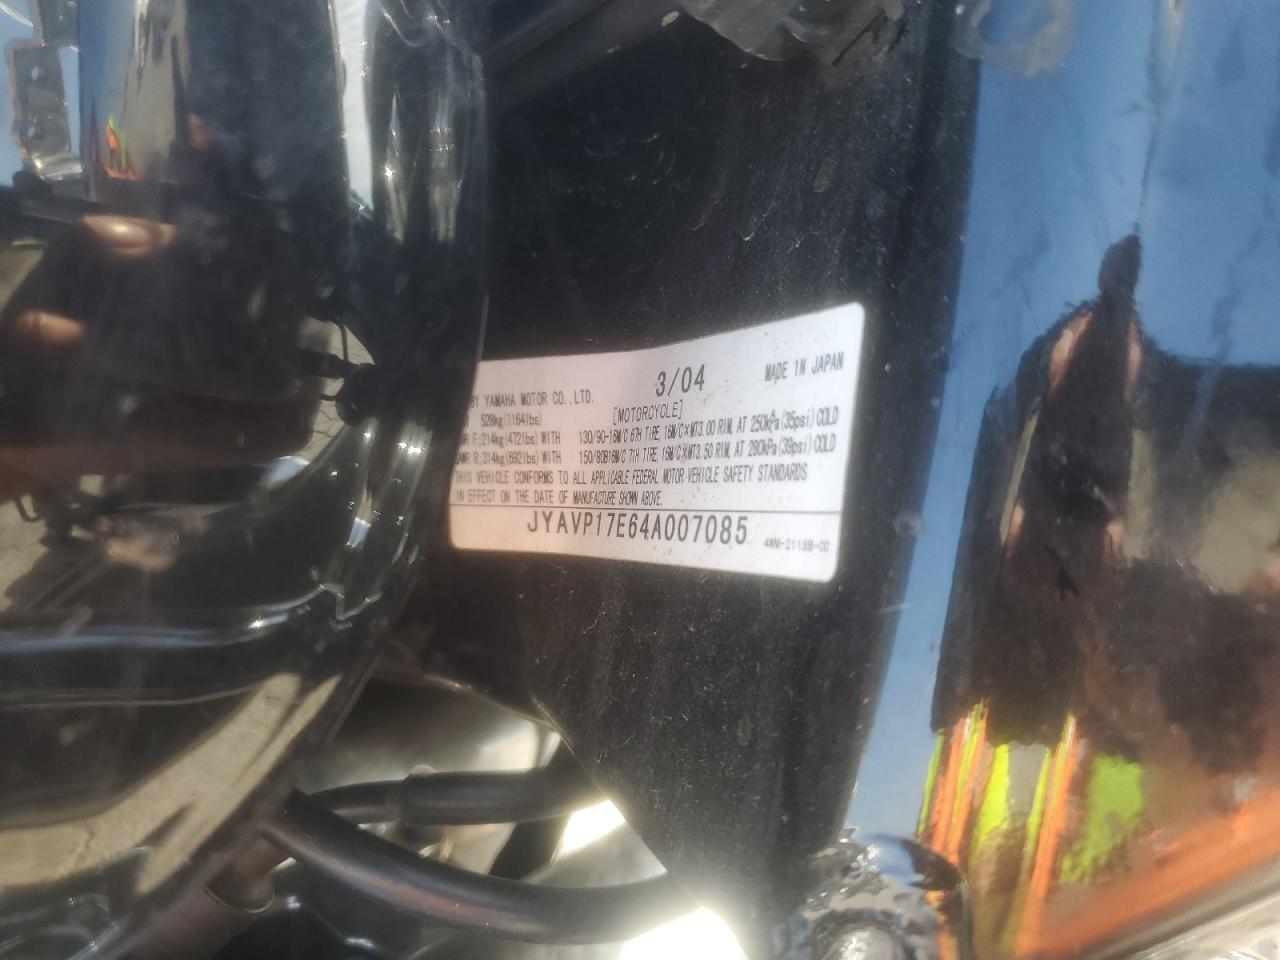 3/04 MADE IN JAPAN
BY YAMAHA MOTOR CO.,LTD. [MOTORCYCLE]
528kg(1164lbs)
WR F:214kg(472lbs) WITH 130/90-16M/C 67H TIRE, 16M/C×MT3.00 RIM, AT 250kPa(35psi) COLD
WR R:314kg(692lbs) WITH 150/80B16M/C 71H TIRE, 16M/C×MT3.50 RIM, AT 280kPa(39psi) COLD
THIS VEHICLE CONFORMS TO ALL APPLICABLE FEDERAL MOTOR VEHICLE SAFETY STANDARDS
IN EFFECT ON THE DATE OF MANUFACTURE SHOWN ABOVE.
JYAVP17E64A007085